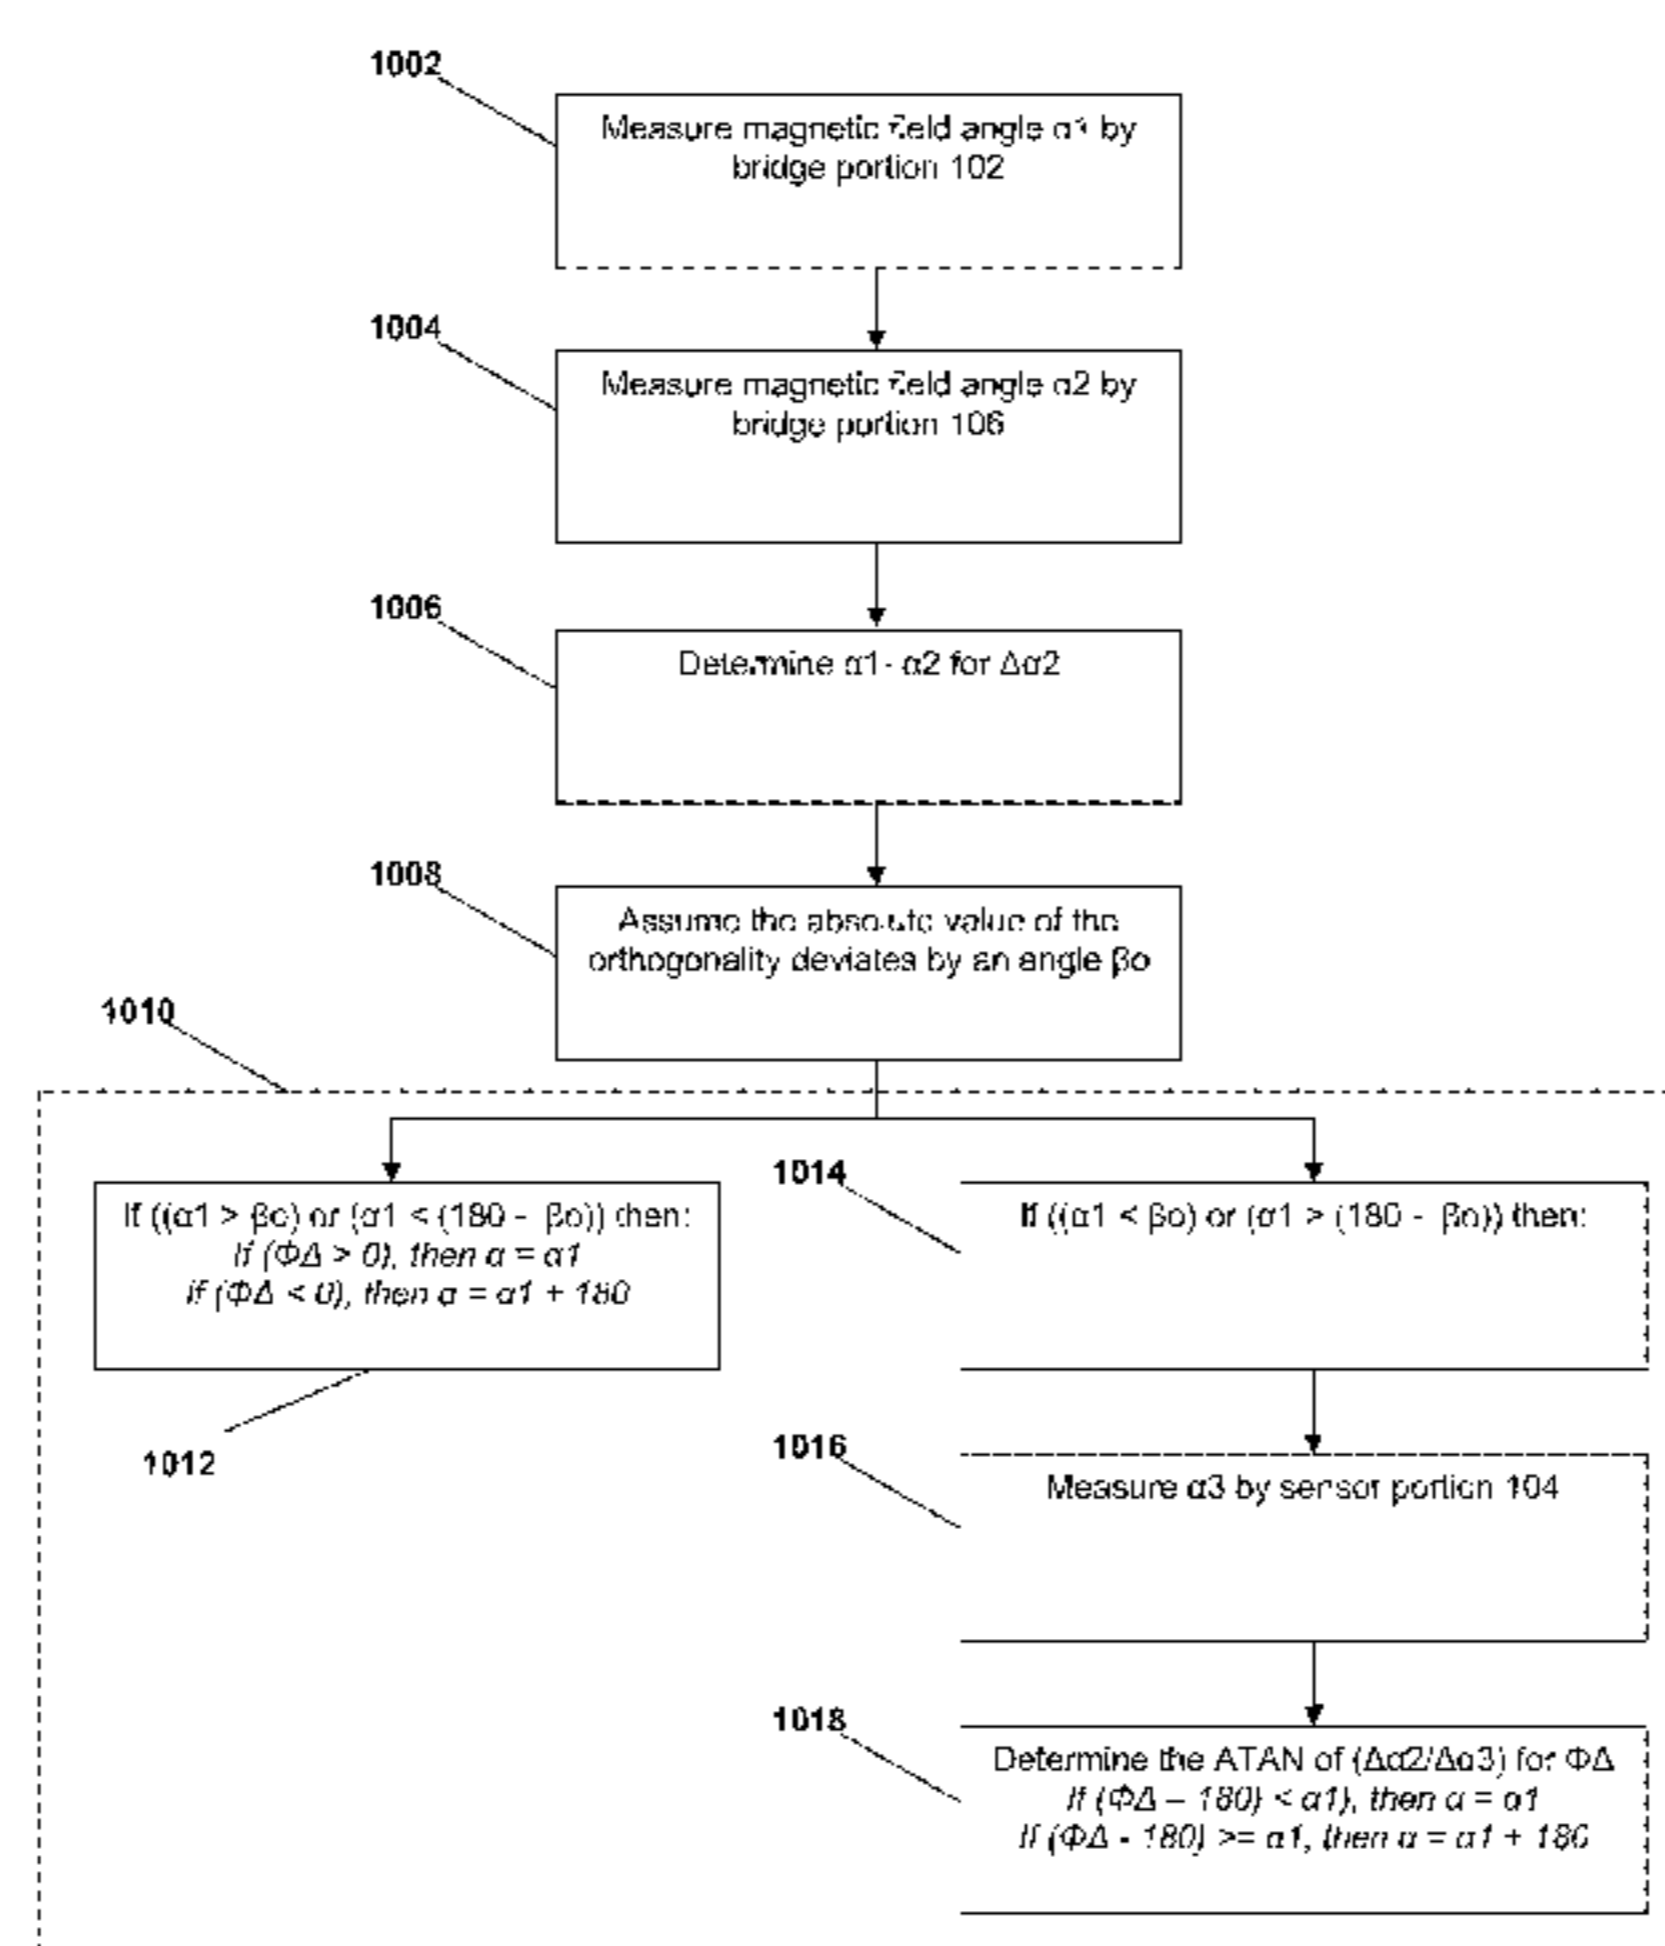 1002
Measure magnetic field angle α1 by
bridge portion 102
1004
Measure magnetic field angle α2 by
bridge portion 106
1006
Determine α1- α2 for Δα2
1008
Assume the absolute value of the
orthogonality deviates by an angle βo
1010
If ((α1 > βo) or (α1 < (180 - βo)) then:
If (ΦΔ > 0), then α = α1
if (ΦΔ < 0), then α = α1 + 180
1012
1014
If ((α1 < βo) or (α1 > (180 - βo)) then:
1016
Measure α3 by sensor portion 104
1018
Determine the ATAN of (Δα2/Δα3) for ΦΔ
If (ΦΔ – 180) < α1), then α = α1
If (ΦΔ - 180) >= α1, then α = α1 + 180